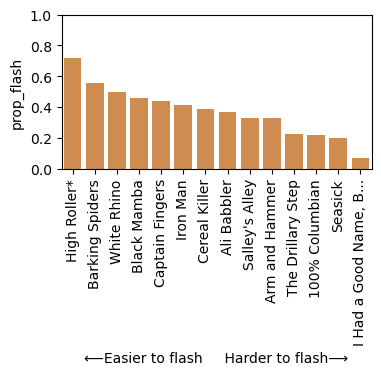 1.0
0.8
0.6
0.4
0.2
0.0
prop_flash
High Roller*
Barking Spiders
White Rhino
Black Mamba
Captain Fingers
Iron Man
Cereal Killer
Ali Babbler
Salley's Alley
Arm and Hammer
The Drillary Step
100% Columbian
Seasick
I Had a Good Name, B...
⟵Easier to flash Harder to flash⟶